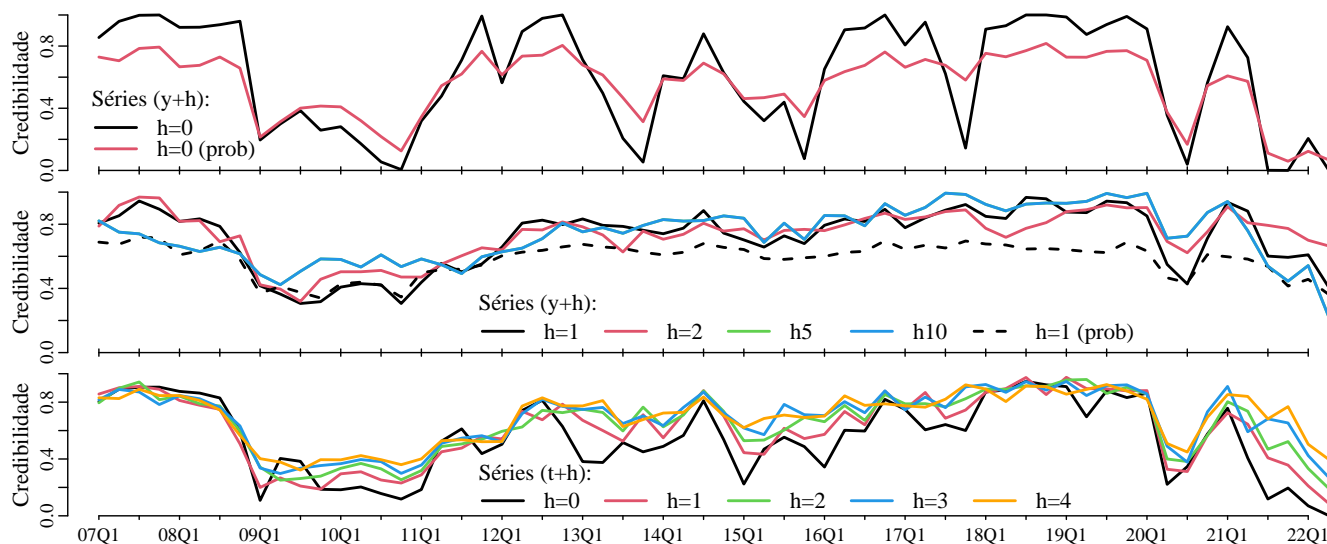 Credibilidade
0.0
0.4
0.8
Séries (y+h):
h=0
h=0 (prob)
Credibilidade
0.0
0.4
0.8
Séries (y+h):
h=1 h=2 h5 h10 h=1 (prob)
Credibilidade
0.0
0.4
0.8
Séries (t+h):
h=0 h=1 h=2 h=3 h=4
07Q1 08Q1 09Q1 10Q1 11Q1 12Q1 13Q1 14Q1 15Q1 16Q1 17Q1 18Q1 19Q1 20Q1 21Q1 22Q1